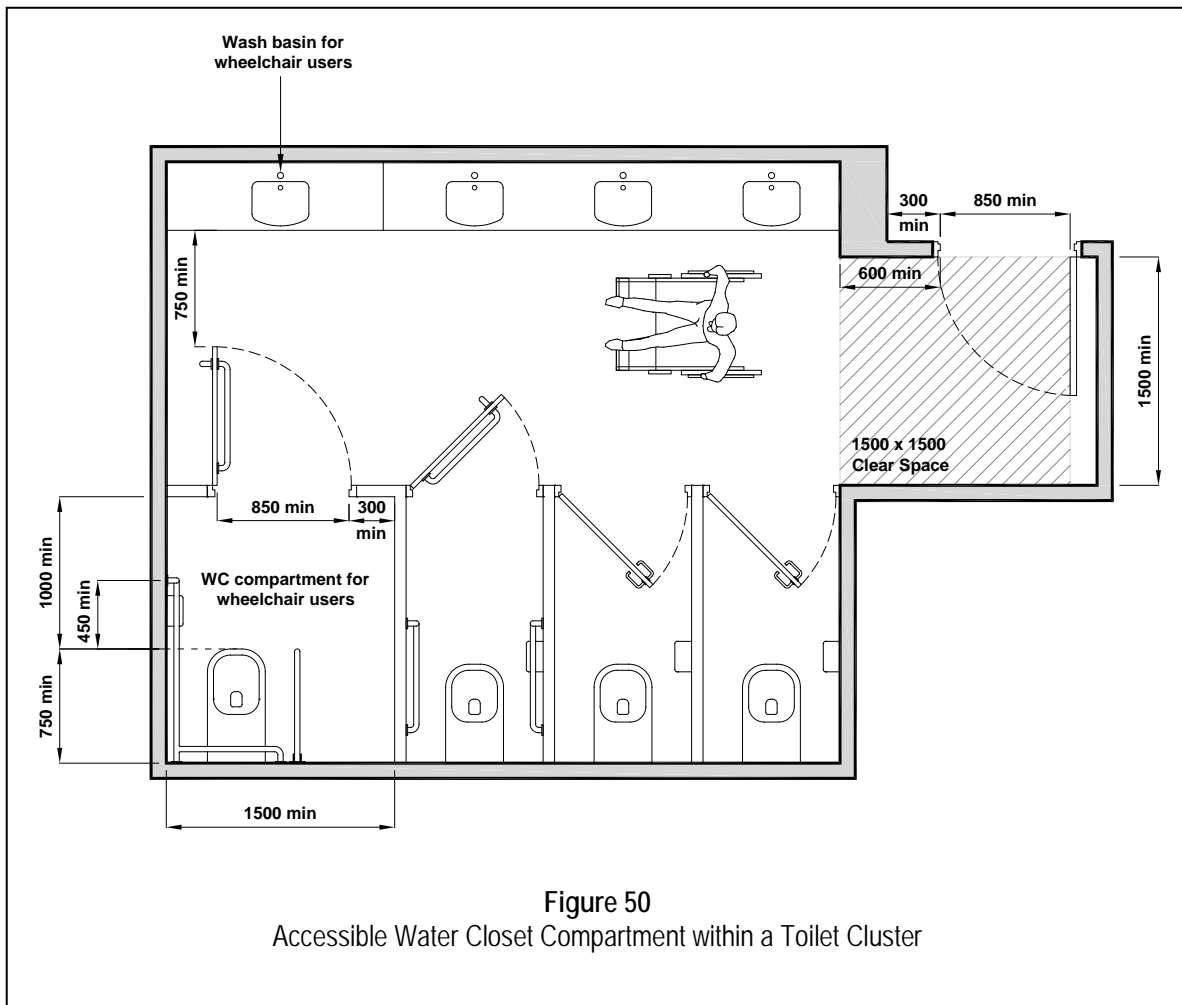 Wash basin for
wheelchair users
300
min
850 min
600 min
750 min
1500 min
1500 x 1500
Clear Space
850 min
300
min
1000 min
450 min
WC compartment for
wheelchair users
750 min
1500 min
Figure 50
Accessible Water Closet Compartment within a Toilet Cluster